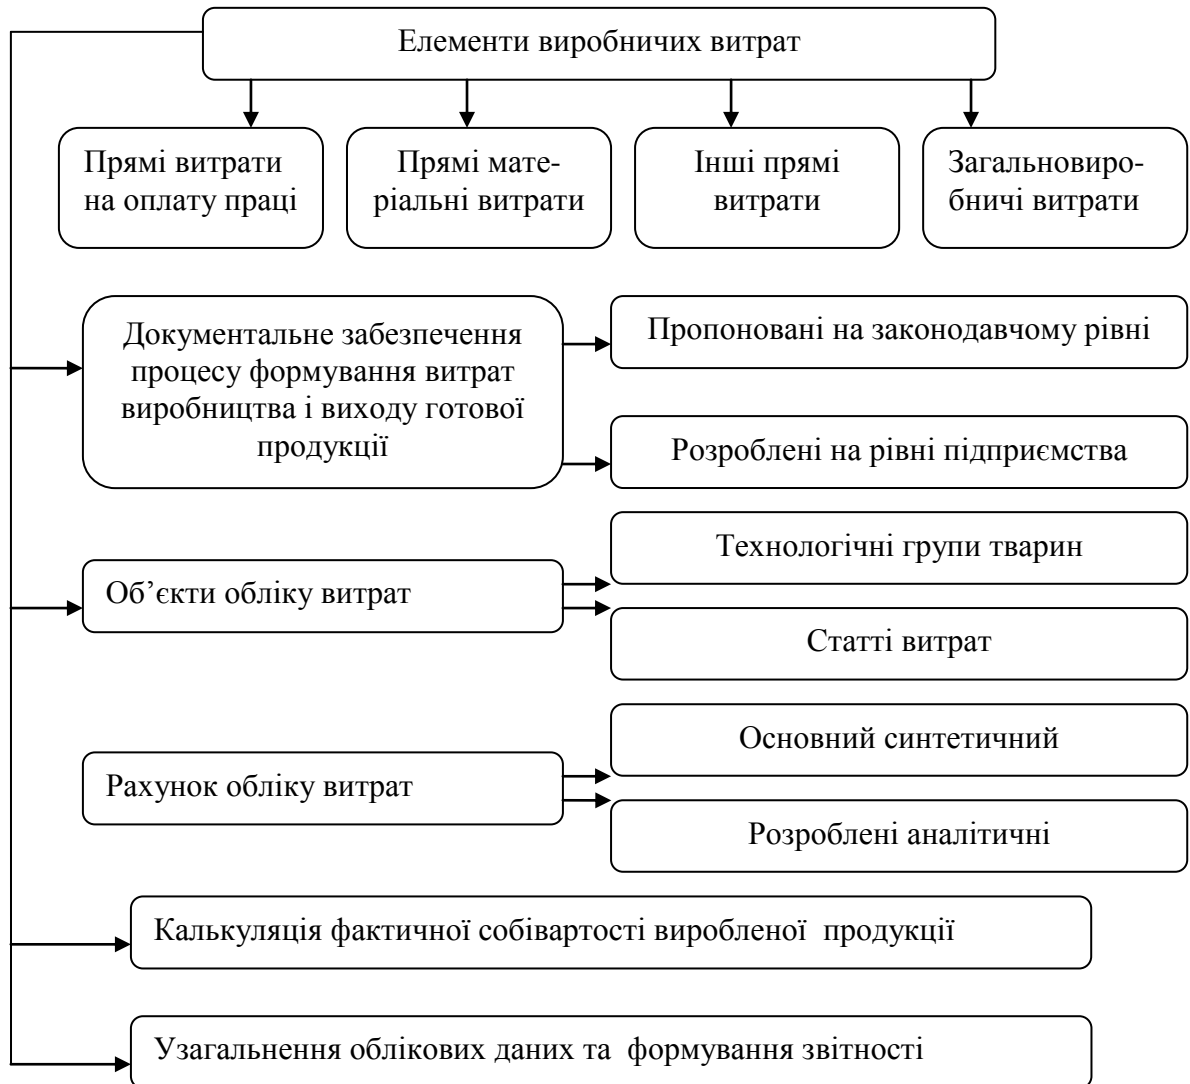 Елементи виробничих витрат
Прямі витрати
на оплату праці
Прямі мате-
ріальні витрати
Інші прямі
витрати
Загальновиро-
бничі витрати
Документальне забезпечення
процесу формування витрат
виробництва і виходу готової
продукції
Пропоновані на законодавчому рівні
Розроблені на рівні підприємства
Об’єкти обліку витрат
Технологічні групи тварин
Статті витрат
Рахунок обліку витрат
Основний синтетичний
Розроблені аналітичні
Калькуляція фактичної собівартості виробленої продукції
Узагальнення облікових даних та формування звітності